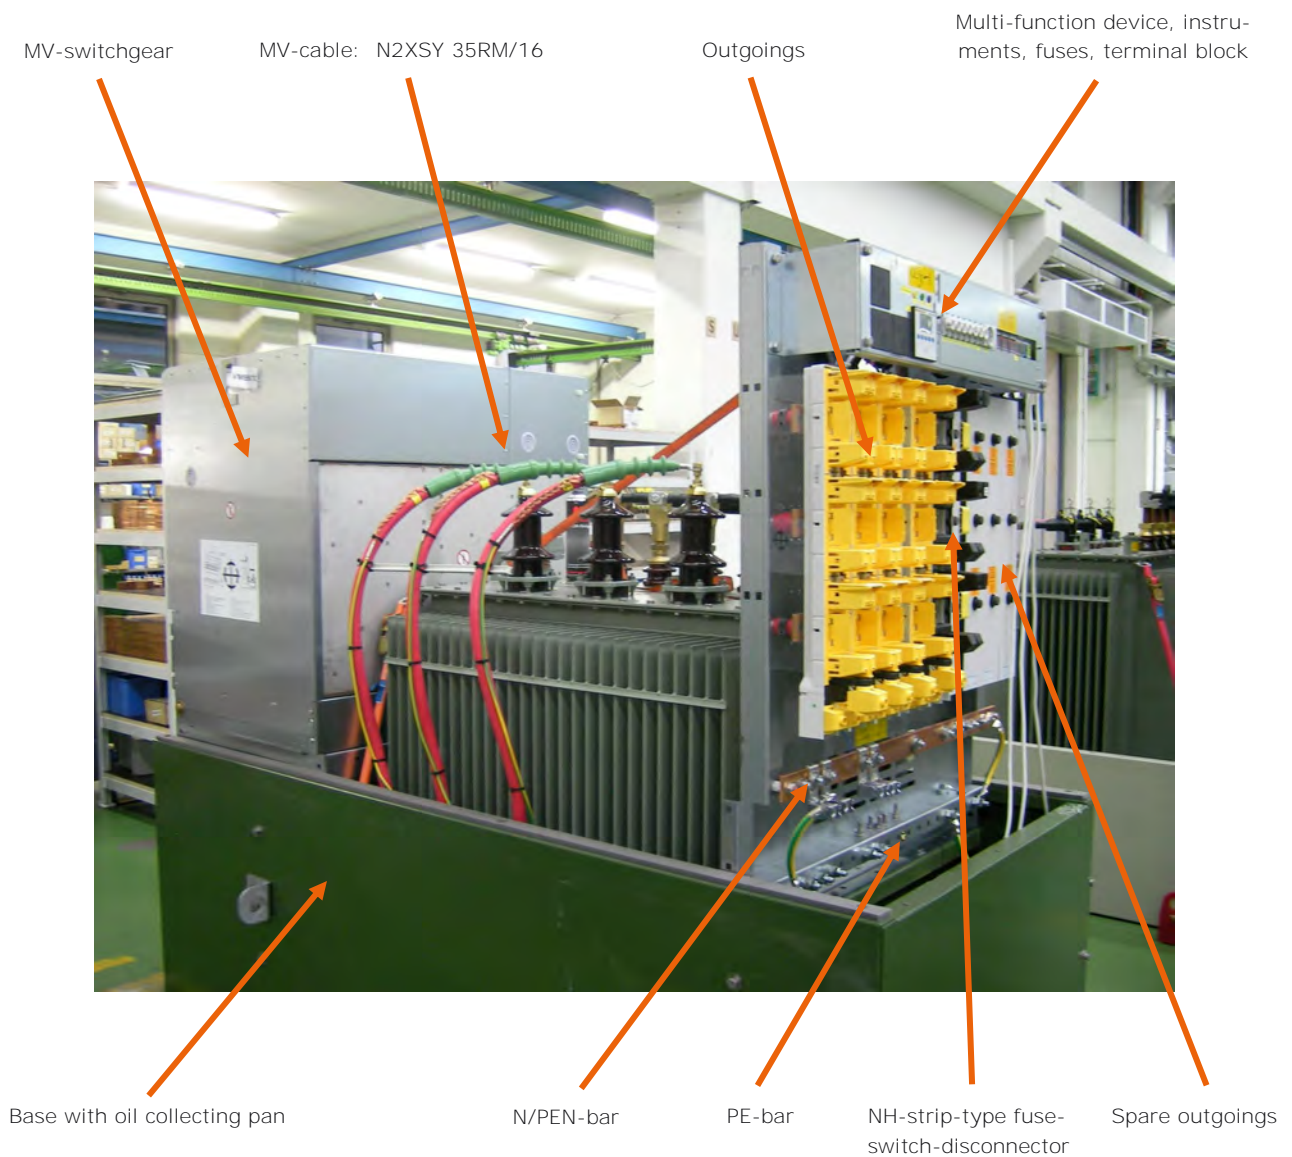 Multi-function device, instru-
MV-switchgear
MV-cable: N2XSY 35RM/16
Outgoings
ments, fuses, terminal block
S
Base with oil collecting pan
N/PEN-bar
PE-bar
NH-strip-type fuse-
switch-disconnector
Spare outgoings